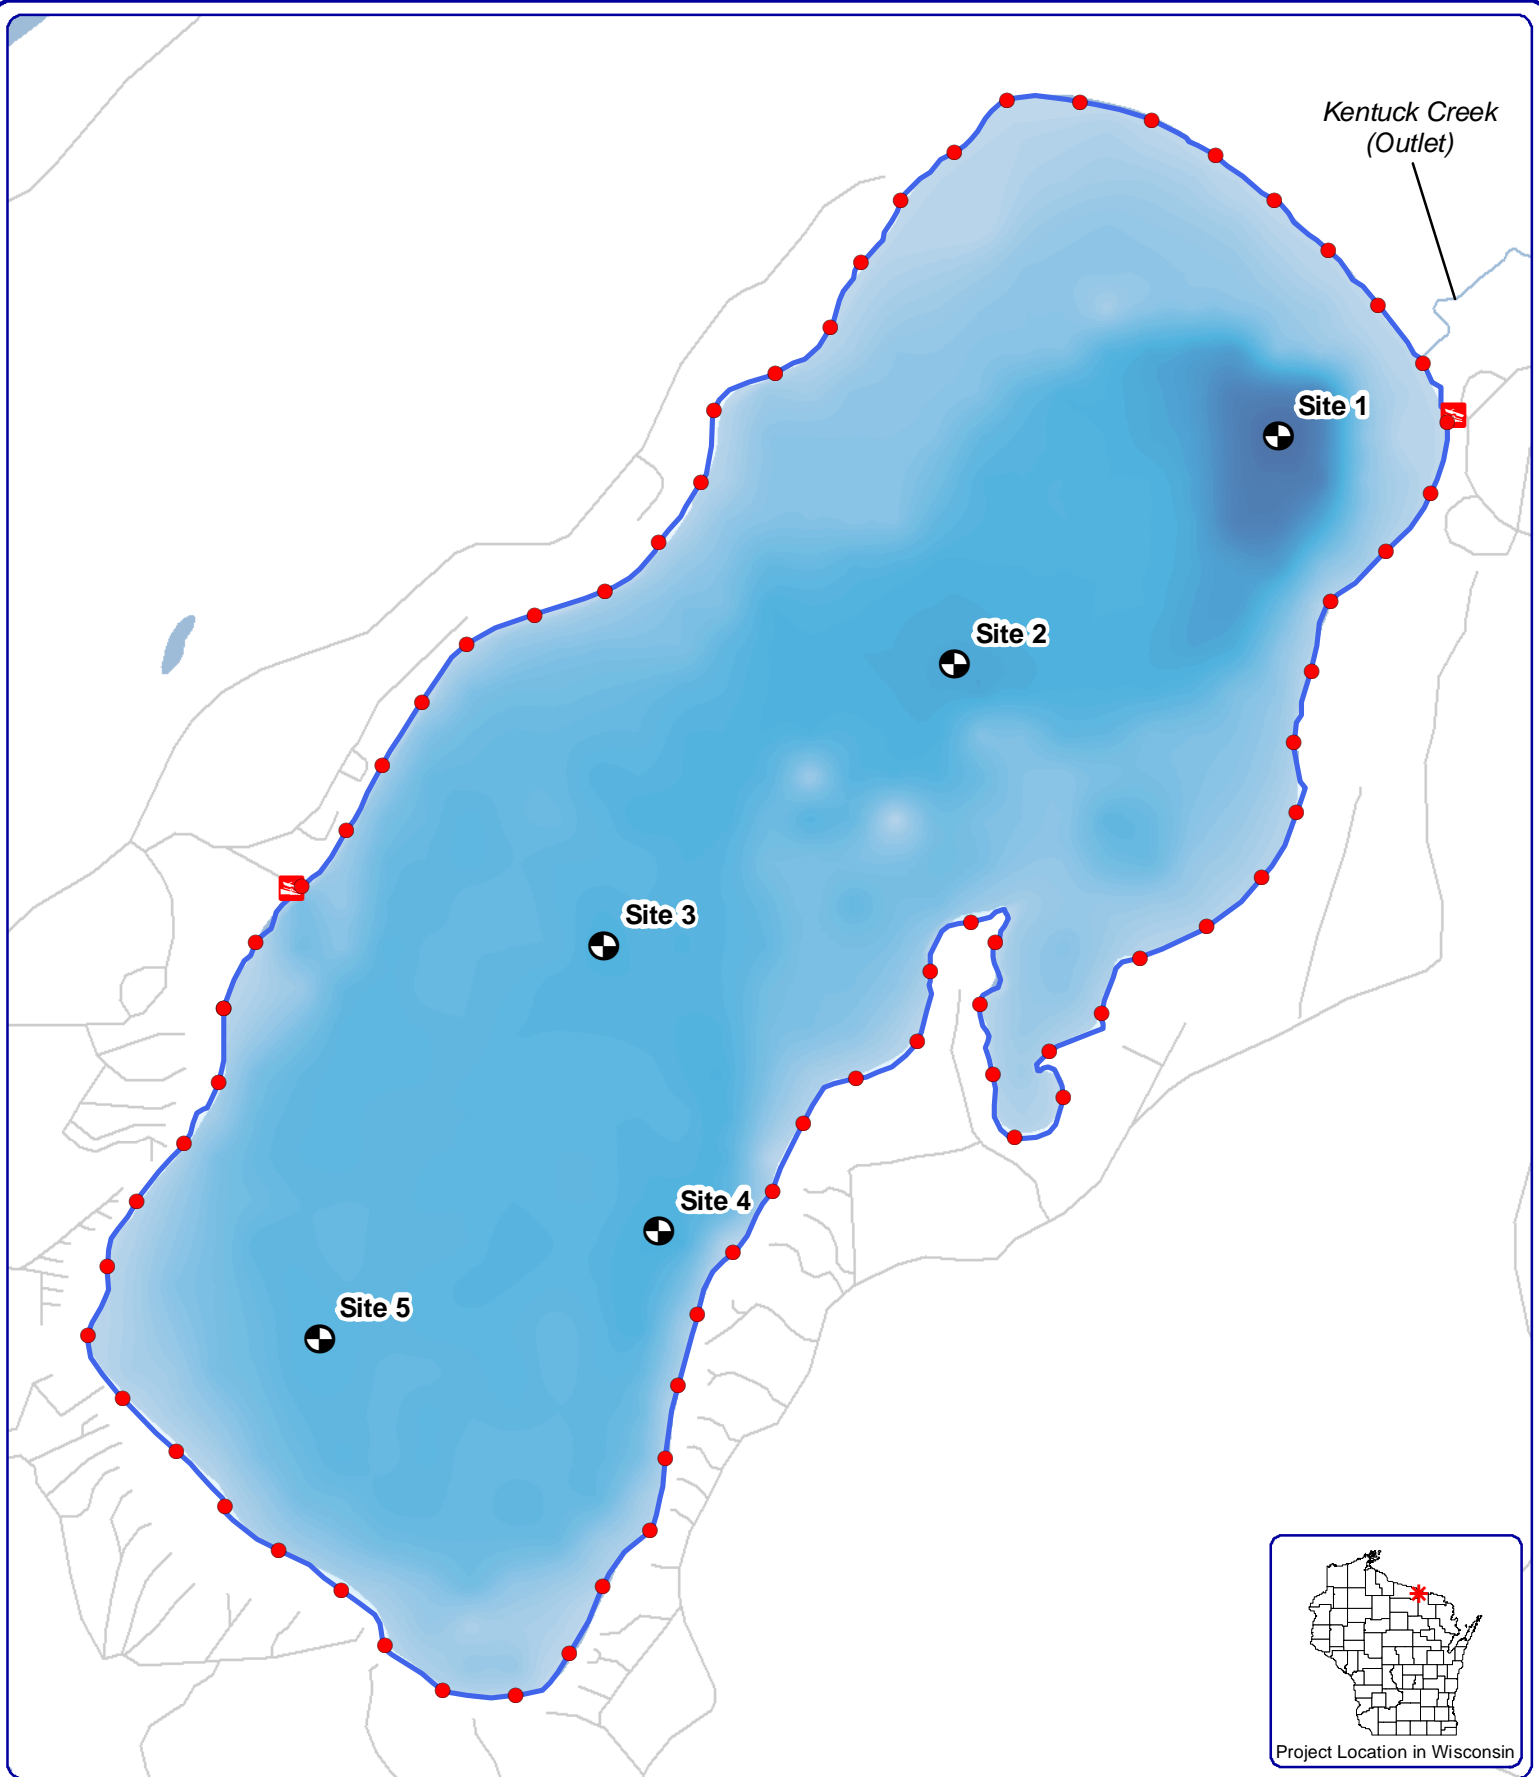 Kentuck Creek
(Outlet)
Site 1
Site 2
Site 3
Site 4
Site 5
Project Location in Wisconsin